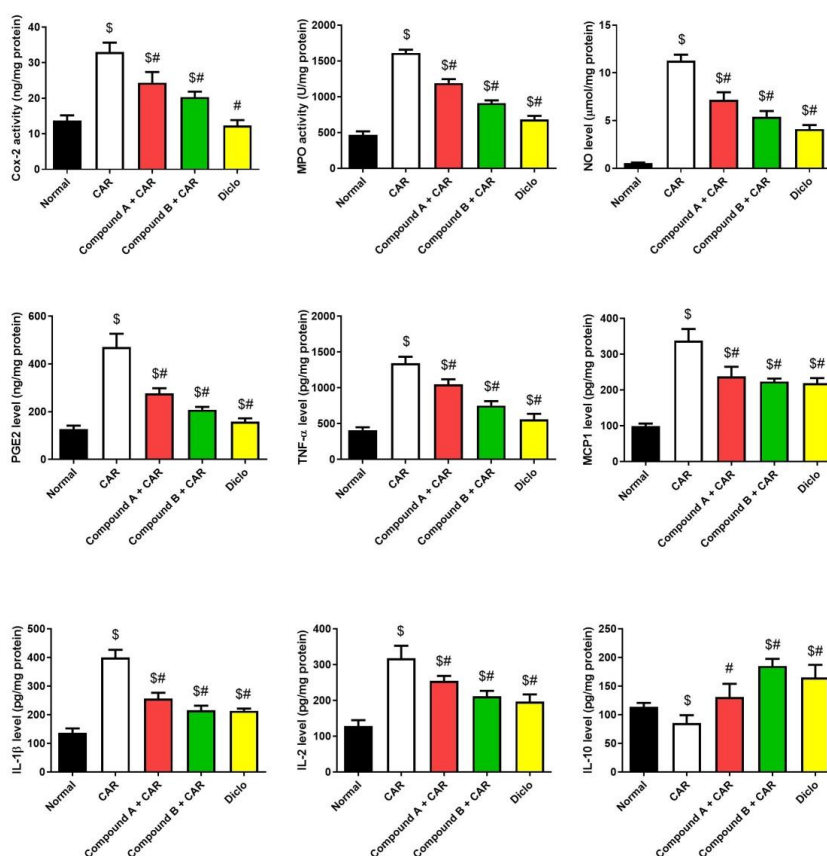 Cox-2 activity (ng/mg protein)
40
30
20
10
0
$
$#
$#
#
Normal
CAR
Compound A + CAR
Compound B + CAR
Diclo
MPO activity (U/mg protein)
2000
1500
1000
500
0
$
$#
$#
$#
Normal
CAR
Compound A + CAR
Compound B + CAR
Diclo
NO level (μmol/mg protein)
15
10
5
0
$
$#
$#
$#
Normal
CAR
Compound A + CAR
Compound B + CAR
Diclo
PGE2 level (ng/mg protein)
600
400
200
0
$
$#
$#
$#
Normal
CAR
Compound A + CAR
Compound B + CAR
Diclo
TNF-α level (pg/mg protein)
2000
1500
1000
500
0
$
$#
$#
$#
Normal
CAR
Compound A + CAR
Compound B + CAR
Diclo
MCP1 level (pg/mg protein)
400
300
200
100
0
$
$#
$#
$#
Normal
CAR
Compound A + CAR
Compound B + CAR
Diclo
IL-1β level (pg/mg protein)
500
400
300
200
100
0
$
$#
$#
$#
Normal
CAR
Compound A + CAR
Compound B + CAR
Diclo
IL-2 level (pg/mg protein)
400
300
200
100
0
$
$#
$#
$#
Normal
CAR
Compound A + CAR
Compound B + CAR
Diclo
IL-10 level (pg/mg protein)
250
200
150
100
50
0
$
#
$#
$#
Normal
CAR
Compound A + CAR
Compound B + CAR
Diclo